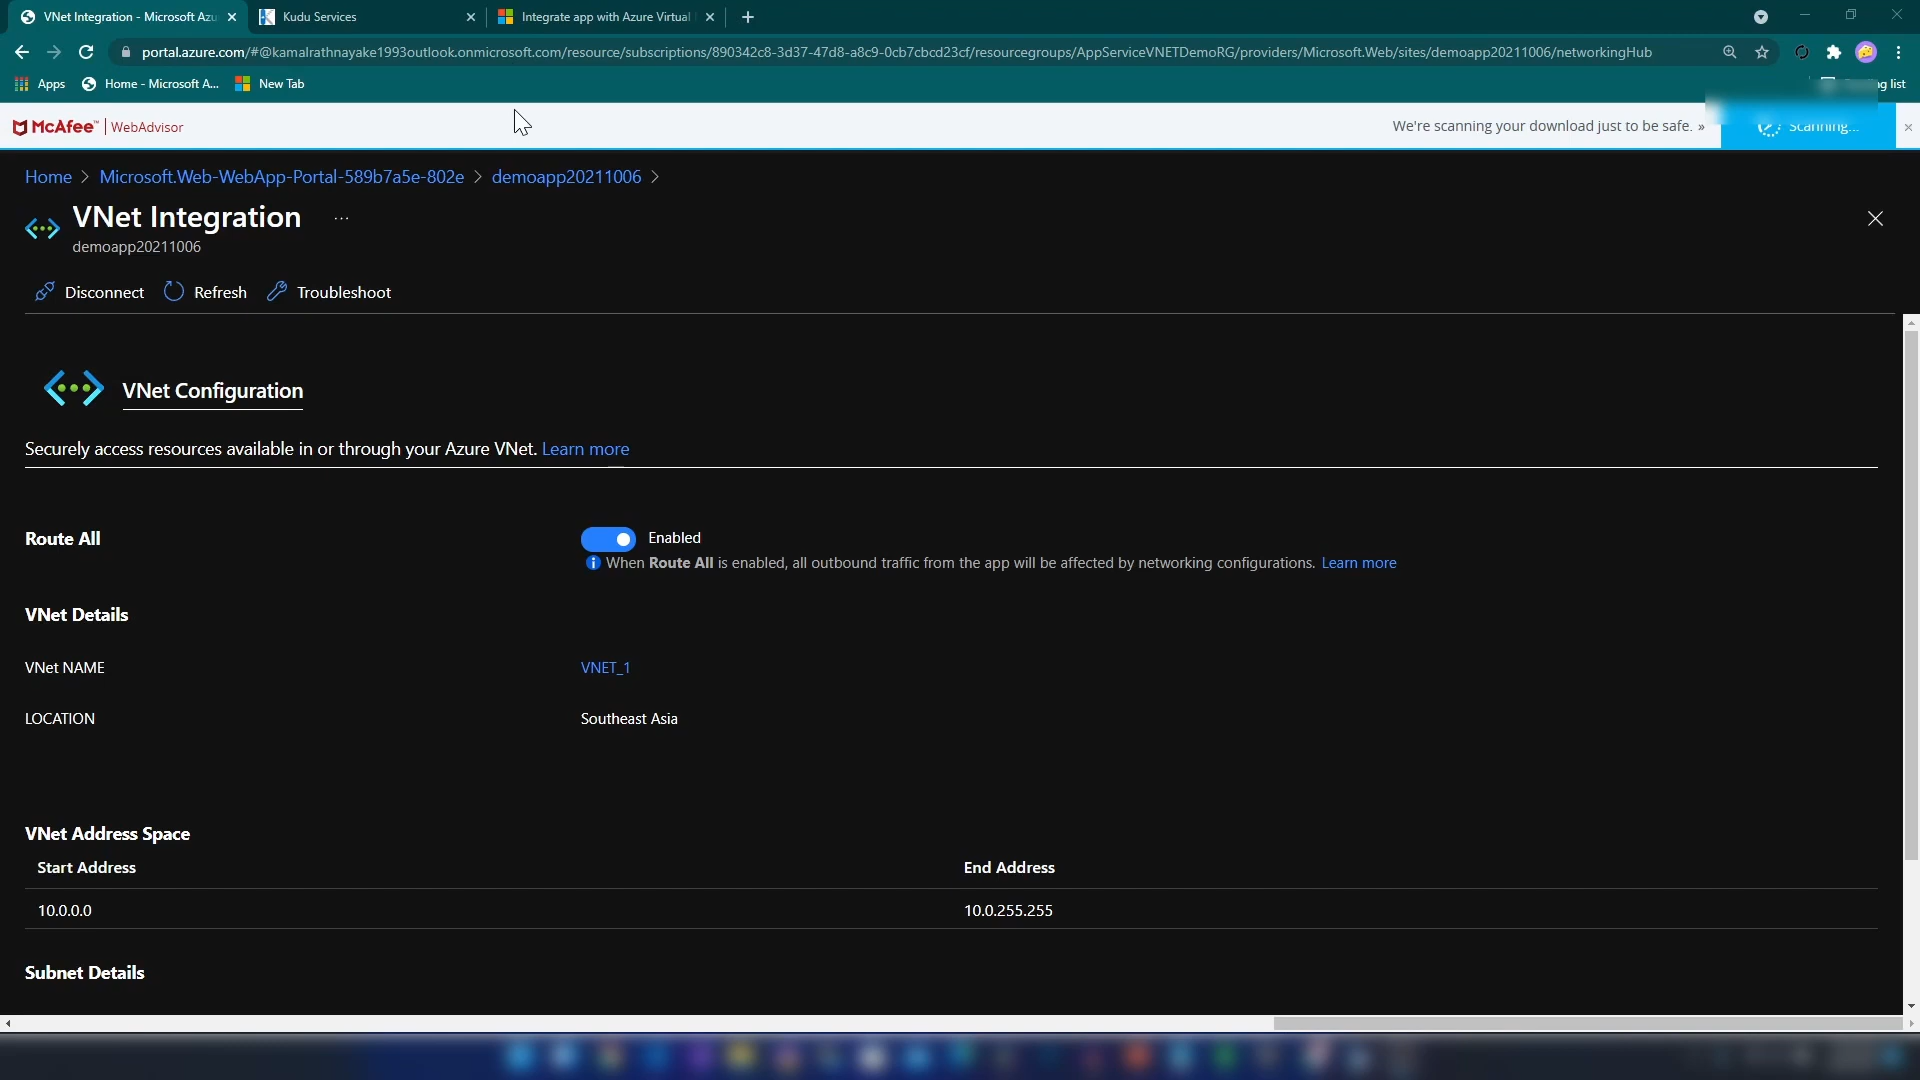 VNet Integration - Microsoft Azu
Kudu Services
Integrate app with Azure Virtual
portal.azure.com/#@kamalrathnayake1993outlook.onmicrosoft.com/resource/subscriptions/890342c8-3d37-47d8-a8c9-0cb7cbcd23cf/resourcegroups/AppServiceVNETDemoRG/providers/Microsoft.Web/sites/demoapp20211006/networkingHub
Apps
Home - Microsoft A...
New Tab
g list
McAfee™ | WebAdvisor
We're scanning your download just to be safe. »
Scanning...
Home > Microsoft.Web-WebApp-Portal-589b7a5e-802e > demoapp20211006 >
VNet Integration ...
demoapp20211006
Disconnect
Refresh
Troubleshoot
VNet Configuration
Securely access resources available in or through your Azure VNet. Learn more
Route All
Enabled
When Route All is enabled, all outbound traffic from the app will be affected by networking configurations. Learn more
VNet Details
VNet NAME
VNET_1
LOCATION
Southeast Asia
VNet Address Space
Start Address
End Address
10.0.0.0
10.0.255.255
Subnet Details